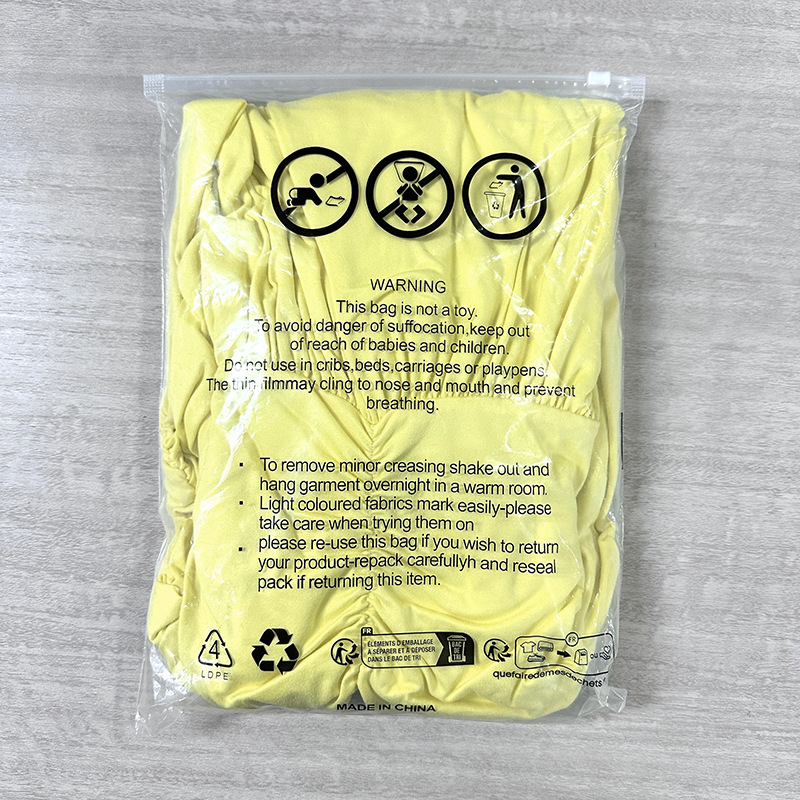 WARNING
This bag is not a toy.
To avoid danger of suffocation,keep out
of reach of babies and children.
Do not use in cribs,beds,carriages or playpens.
The thin filmmay cling to nose and mouth and prevent
breathing.
· To remove minor creasing shake out and
hang garment overnight in a warm room.
· Light coloured fabrics mark easily-please
take care when trying them on
· please re-use this bag if you wish to return
your product-repack carefullyh and reseal
pack if returning this item.
4
LDPE
FR
ÉLÉMENTS D'EMBALLAGE
À SÉPARER ET À DÉPOSER
DANS LE BAC DE TRI
BAC
DE
TRI
FR
OU
quefairedemesdechets.fr
MADE IN CHINA